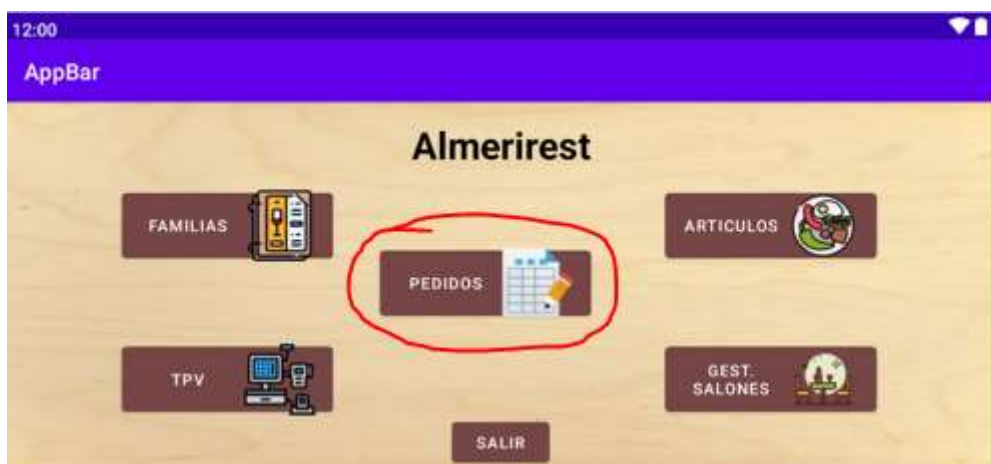 12:00
AppBar
Almerirest
FAMILIAS
ARTICULOS
PEDIDOS
TPV
GEST.
SALONES
SALIR